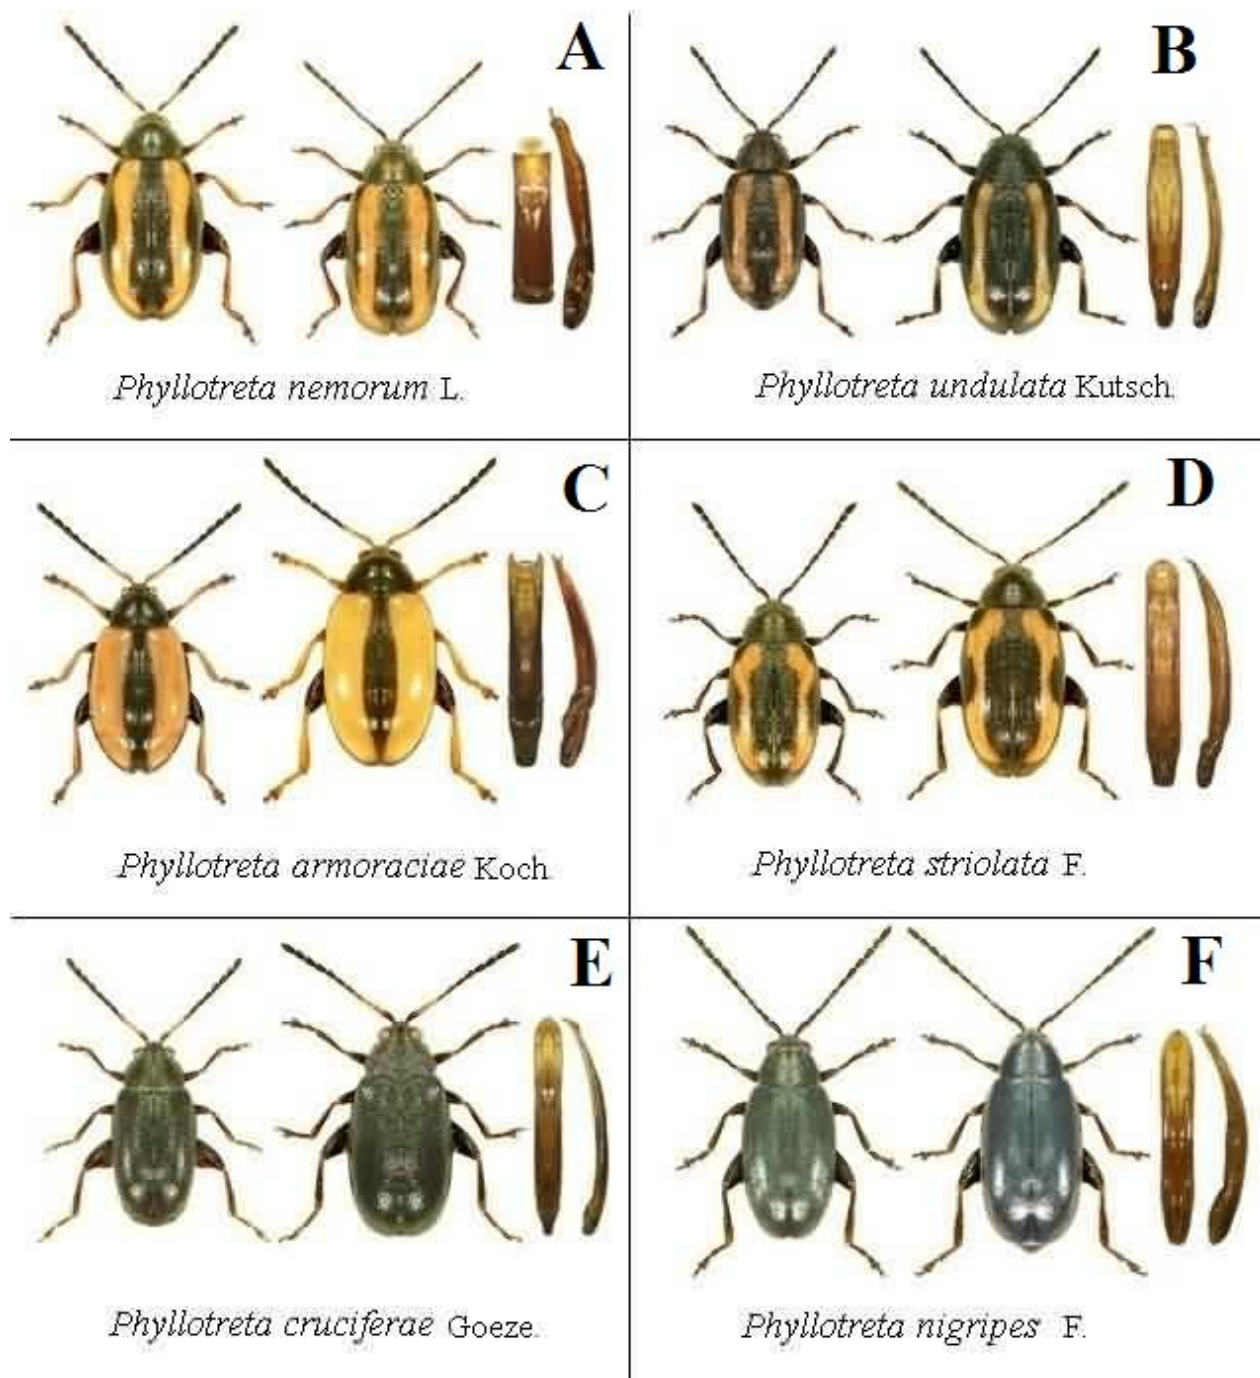 A
B
Phyllotreta nemorum L.
Phyllotreta undulata Kutsch.
C
D
Phyllotreta armoraciae Koch
Phyllotreta striolata F.
E
F
Phyllotreta cruciferae Goeze.
Phyllotreta nigripes F.